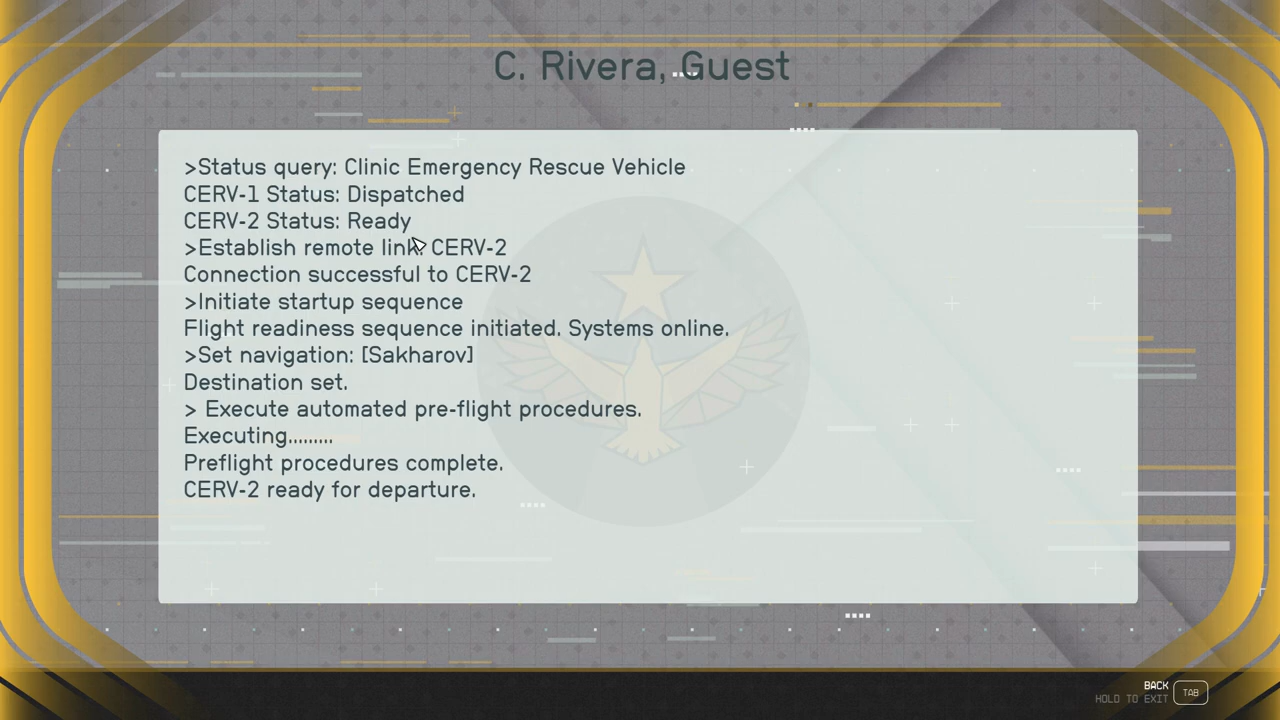 C. Rivera, Guest
>Status query: Clinic Emergency Rescue Vehicle
CERV-1 Status: Dispatched
CERV-2 Status: Ready
>Establish remote link: CERV-2
Connection successful to CERV-2
>Initiate startup sequence
Flight readiness sequence initiated. Systems online.
>Set navigation: [Sakharov]
Destination set.
> Execute automated pre-flight procedures.
Executing.........
Preflight procedures complete.
CERV-2 ready for departure.
BACK
HOLD TO EXIT
TAB